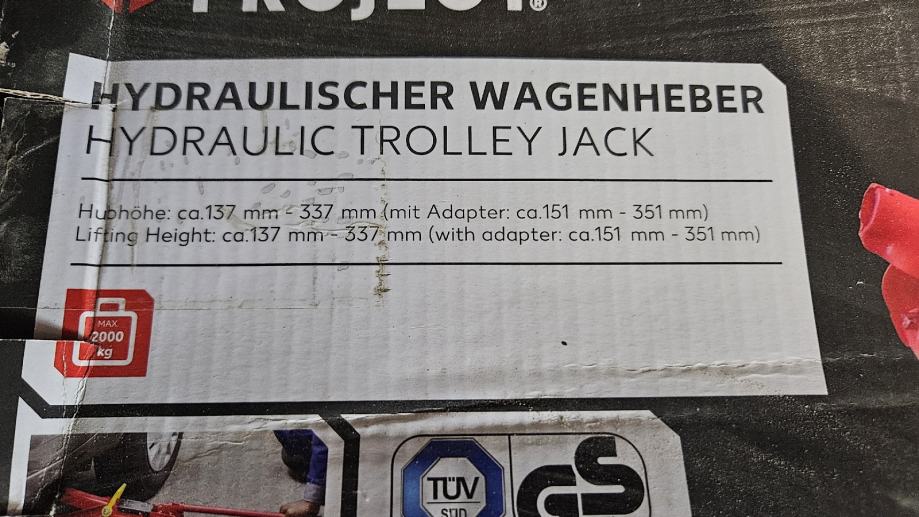 PROJECT®
HYDRAULISCHER WAGENHEBER
HYDRAULIC TROLLEY JACK
Hubhöhe: ca.137 mm - 337 mm (mit Adapter: ca.151 mm - 351 mm)
Lifting Height: ca.137 mm - 337 mm (with adapter: ca.151 mm - 351 mm)
MAX
2000
kg
TÜV
SÜD
GS